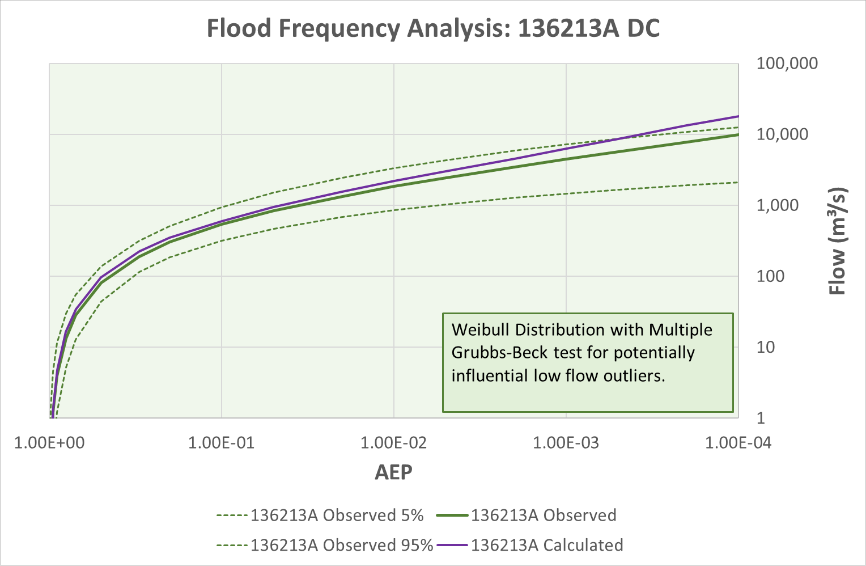 Flood Frequency Analysis: 136213A DC
100,000
10,000
1,000
100
10
1
Flow (m³/s)
Weibull Distribution with Multiple
Grubbs-Beck test for potentially
influential low flow outliers.
1.00E+00 1.00E-01 1.00E-02 1.00E-03 1.00E-04
AEP
136213A Observed 5% 136213A Observed
136213A Observed 95% 136213A Calculated